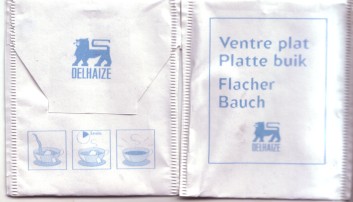 DELHAIZE
Ventre plat
Platte buik
Flacher
Bauch
DELHAIZE